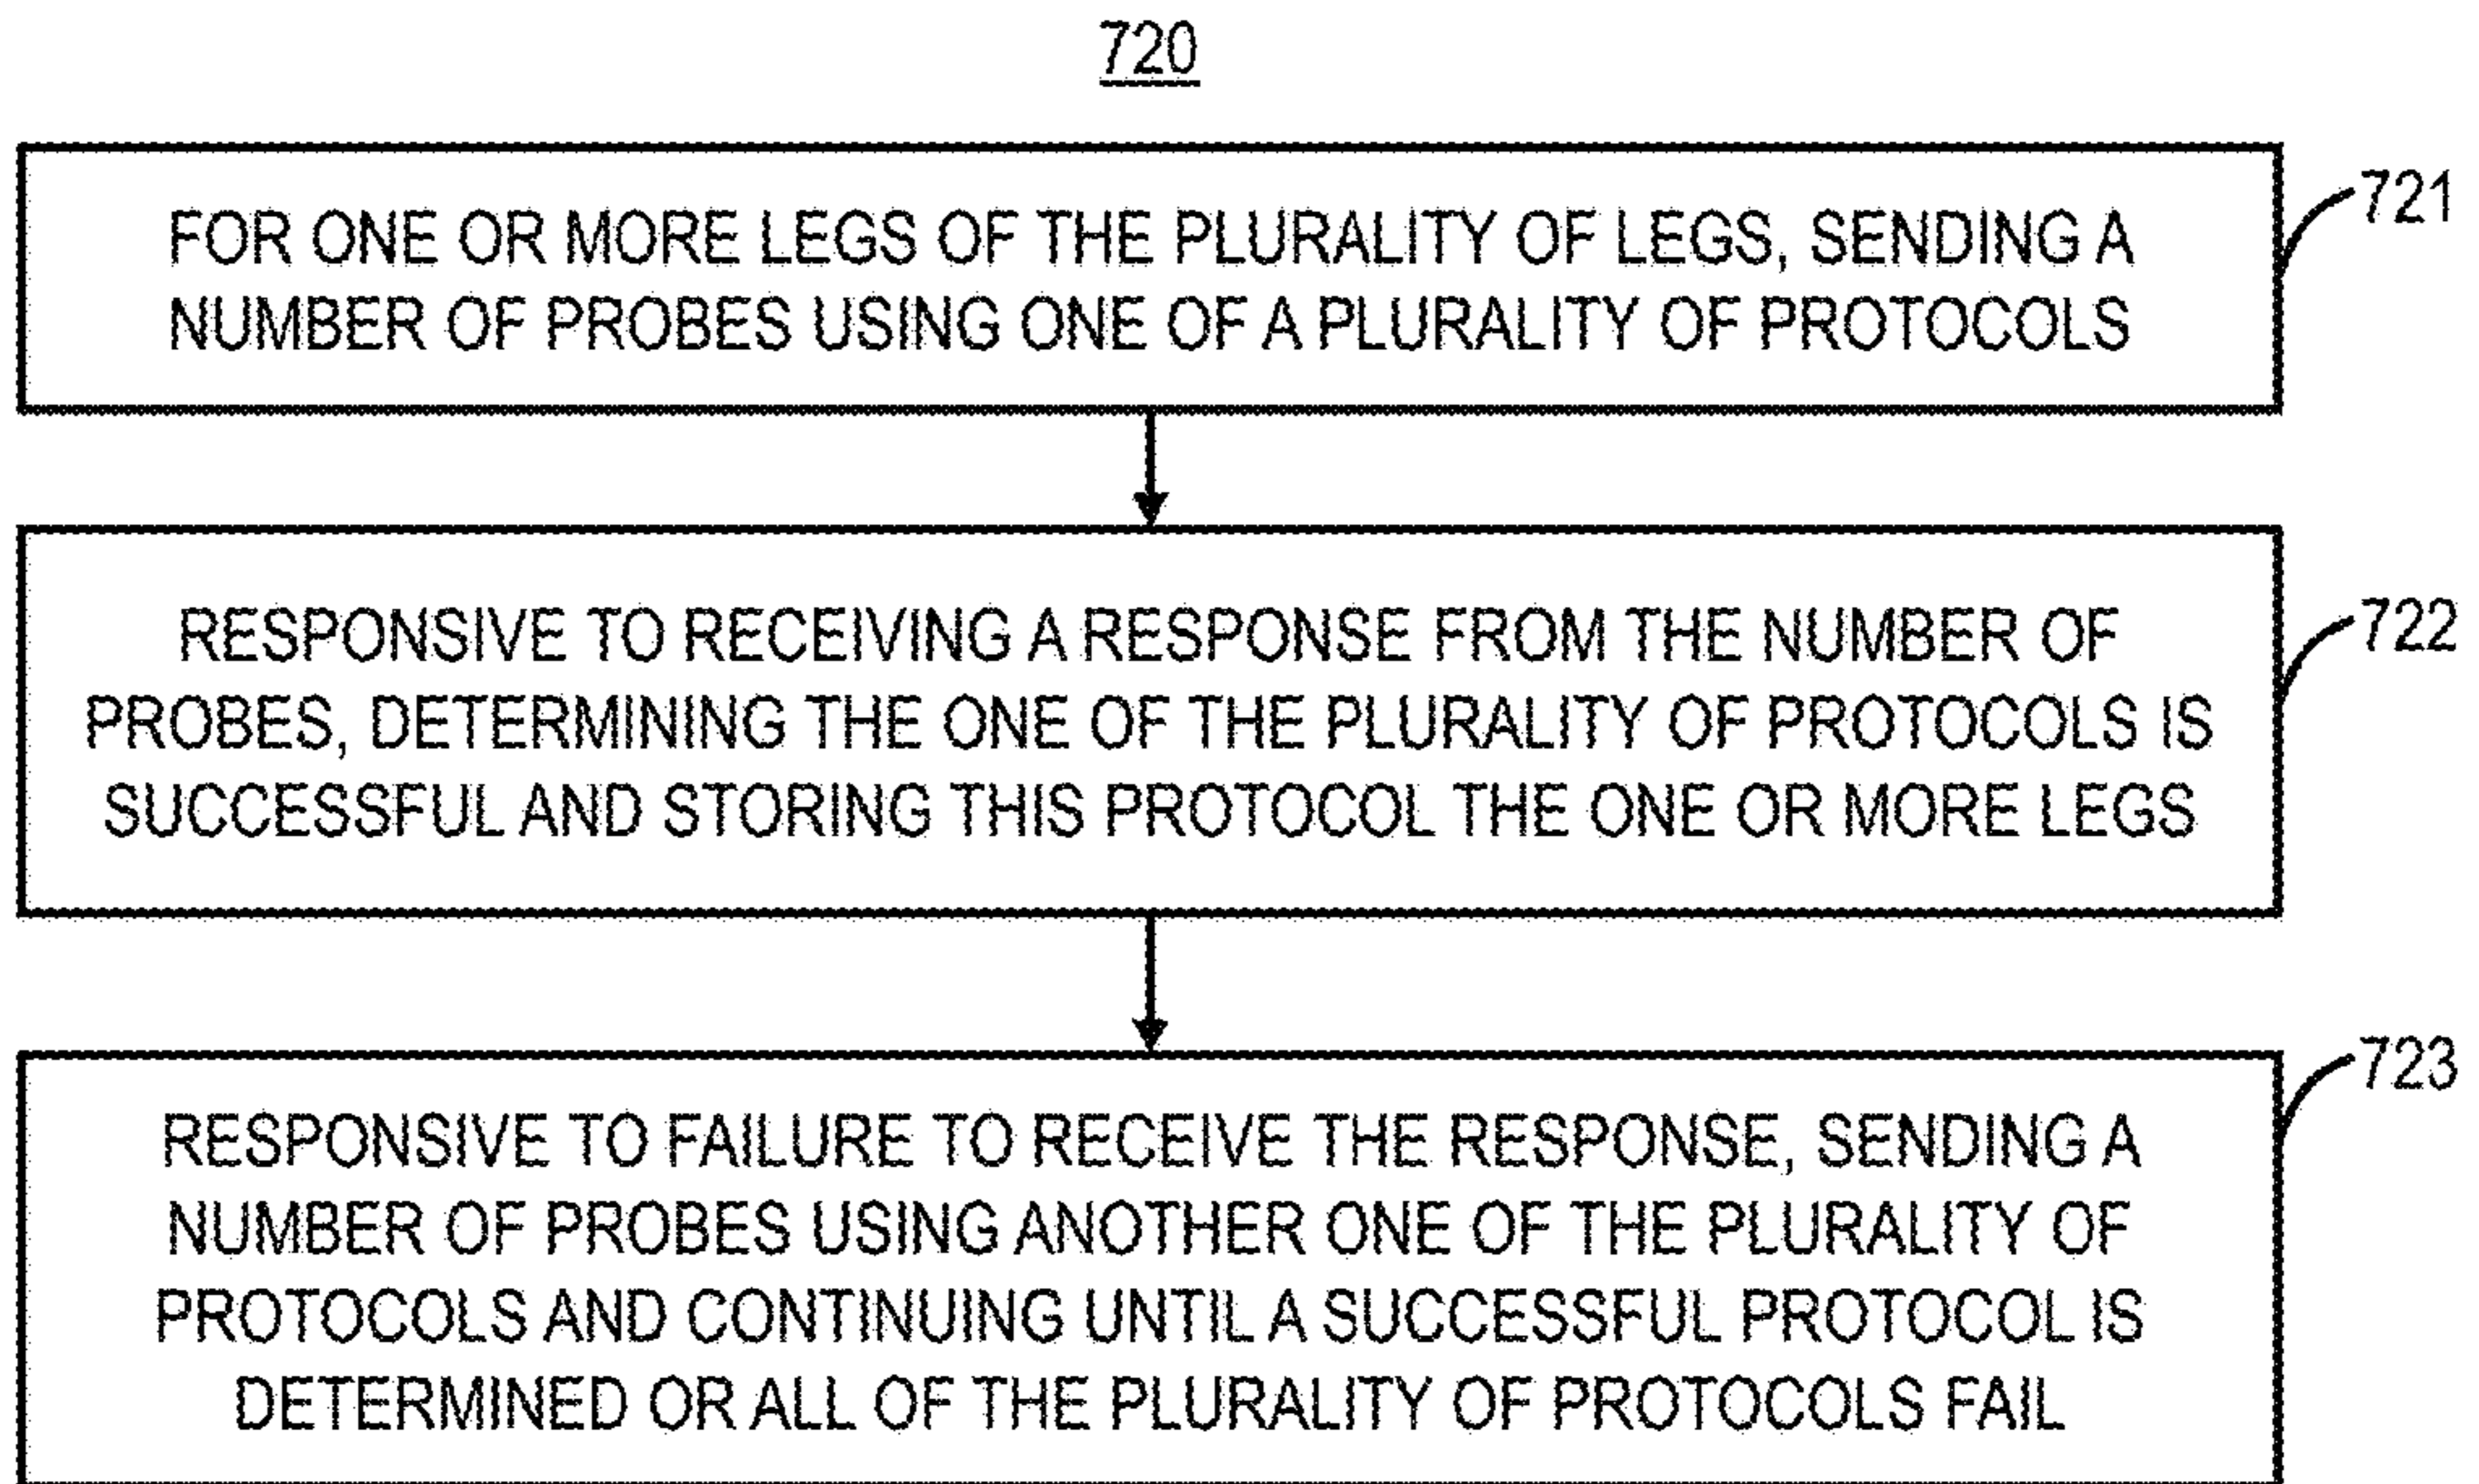 720
FOR ONE OR MORE LEGS OF THE PLURALITY OF LEGS, SENDING A
NUMBER OF PROBES USING ONE OF A PLURALITY OF PROTOCOLS
721
RESPONSIVE TO RECEIVING A RESPONSE FROM THE NUMBER OF
PROBES, DETERMINING THE ONE OF THE PLURALITY OF PROTOCOLS IS
SUCCESSFUL AND STORING THIS PROTOCOL THE ONE OR MORE LEGS
722
RESPONSIVE TO FAILURE TO RECEIVE THE RESPONSE, SENDING A
NUMBER OF PROBES USING ANOTHER ONE OF THE PLURALITY OF
PROTOCOLS AND CONTINUING UNTIL A SUCCESSFUL PROTOCOL IS
DETERMINED OR ALL OF THE PLURALITY OF PROTOCOLS FAIL
723